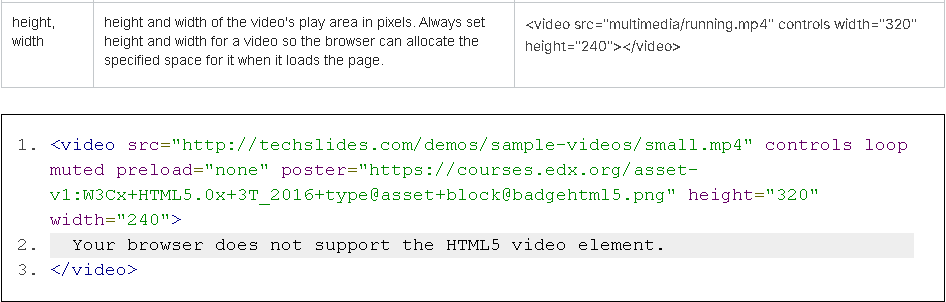 height, width
height and width of the video's play area in pixels. Always set
height and width for a video so the browser can allocate the
specified space for it when it loads the page.
<video src="multimedia/running.mp4" controls width="320"
height="240"></video>
1. <video src="http://techslides.com/demos/sample-videos/small.mp4" controls loop
muted preload="none" poster="https://courses.edx.org/asset-
v1:W3Cx+HTML5.0x+3T_2016+type@asset+block@badgehtml5.png" height="320"
width="240">
2. Your browser does not support the HTML5 video element.
3. </video>